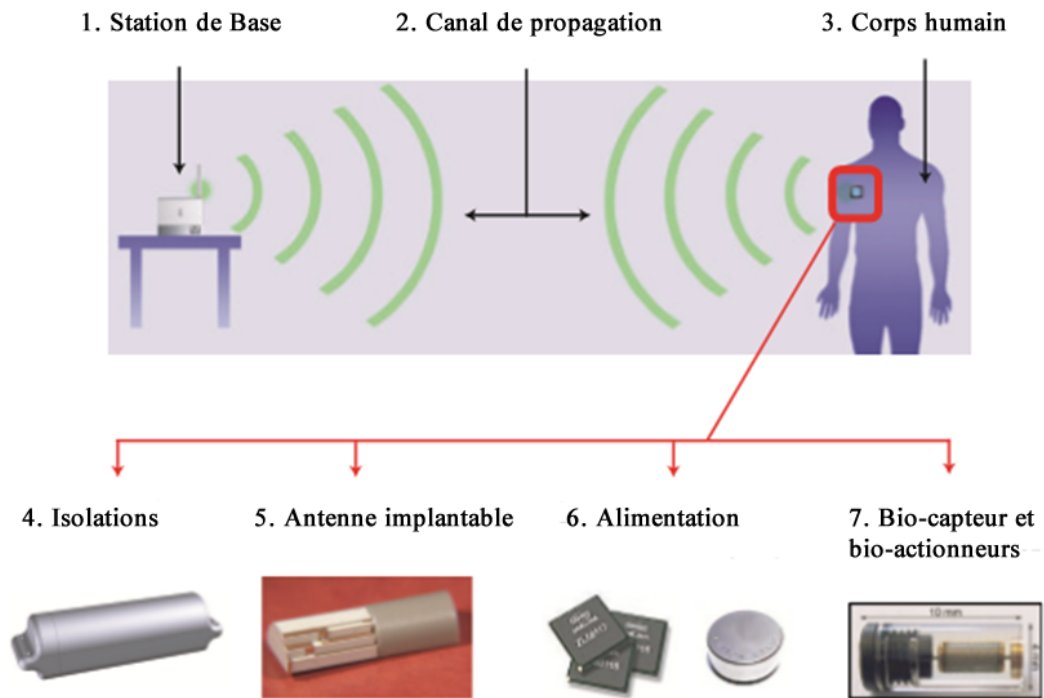 1. Station de Base
2. Canal de propagation
3. Corps humain
4. Isolations
5. Antenne implantable
6. Alimentation
7. Bio-capteur et
bio-actionneurs
10 mm